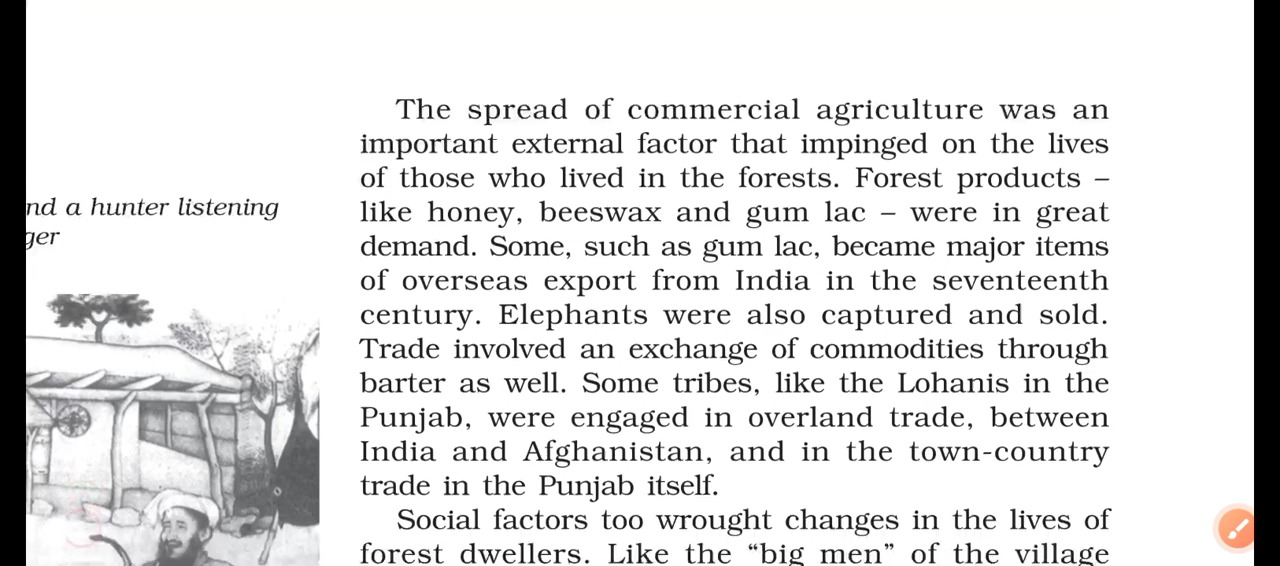 The spread of commercial agriculture was an
important external factor that impinged on the lives
of those who lived in the forests. Forest products –
like honey, beeswax and gum lac – were in great
demand. Some, such as gum lac, became major items
of overseas export from India in the seventeenth
century. Elephants were also captured and sold.
Trade involved an exchange of commodities through
barter as well. Some tribes, like the Lohanis in the
Punjab, were engaged in overland trade, between
India and Afghanistan, and in the town-country
trade in the Punjab itself.
Social factors too wrought changes in the lives of
forest dwellers. Like the “big men” of the village
nd a hunter listening
ger